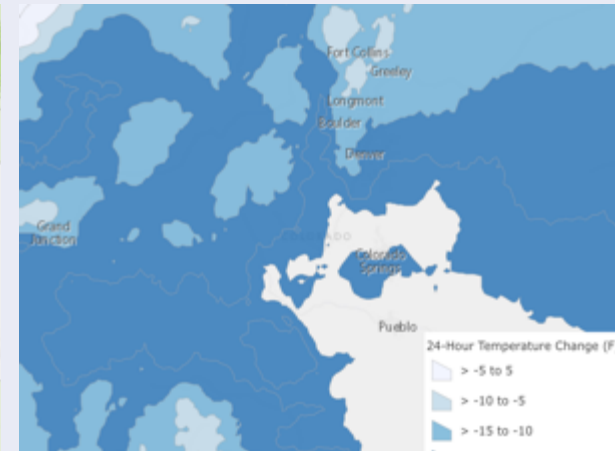 Fort Collins
Greeley
Longmont
Boulder
Denver
Grand
Junction
COLORADO
Colorado
Springs
Pueblo
24-Hour Temperature Change (F
> -5 to 5
> -10 to -5
> -15 to -10